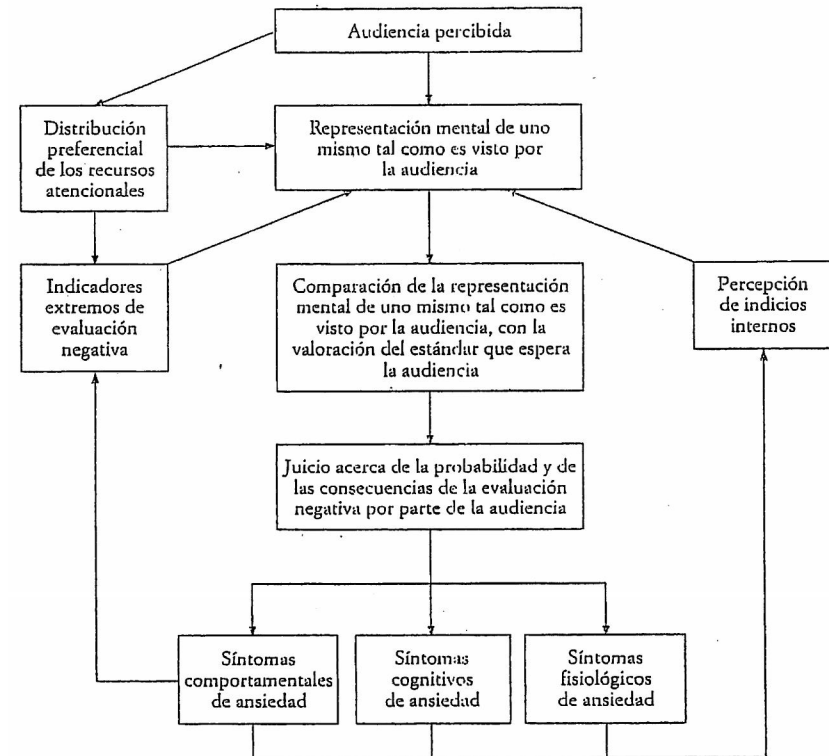 Audiencia percibida
Distribución
preferencial
de los recursos
atencionales
Representación mental de uno
mismo tal como es visto por
la audiencia
Indicadores
extremos de
evaluación
negativa
Comparación de la representación
mental de uno mismo tal como es
visto por la audiencia, con la
valoración del estándar que espera
la audiencia
Percepción
de indicios
internos
Juicio acerca de la probabilidad y de
las consecuencias de la evaluación
negativa por parte de la audiencia
Síntomas
comportamentales
de ansiedad
Síntomas
cognitivos
de ansiedad
Síntomas
fisiológicos
de ansiedad